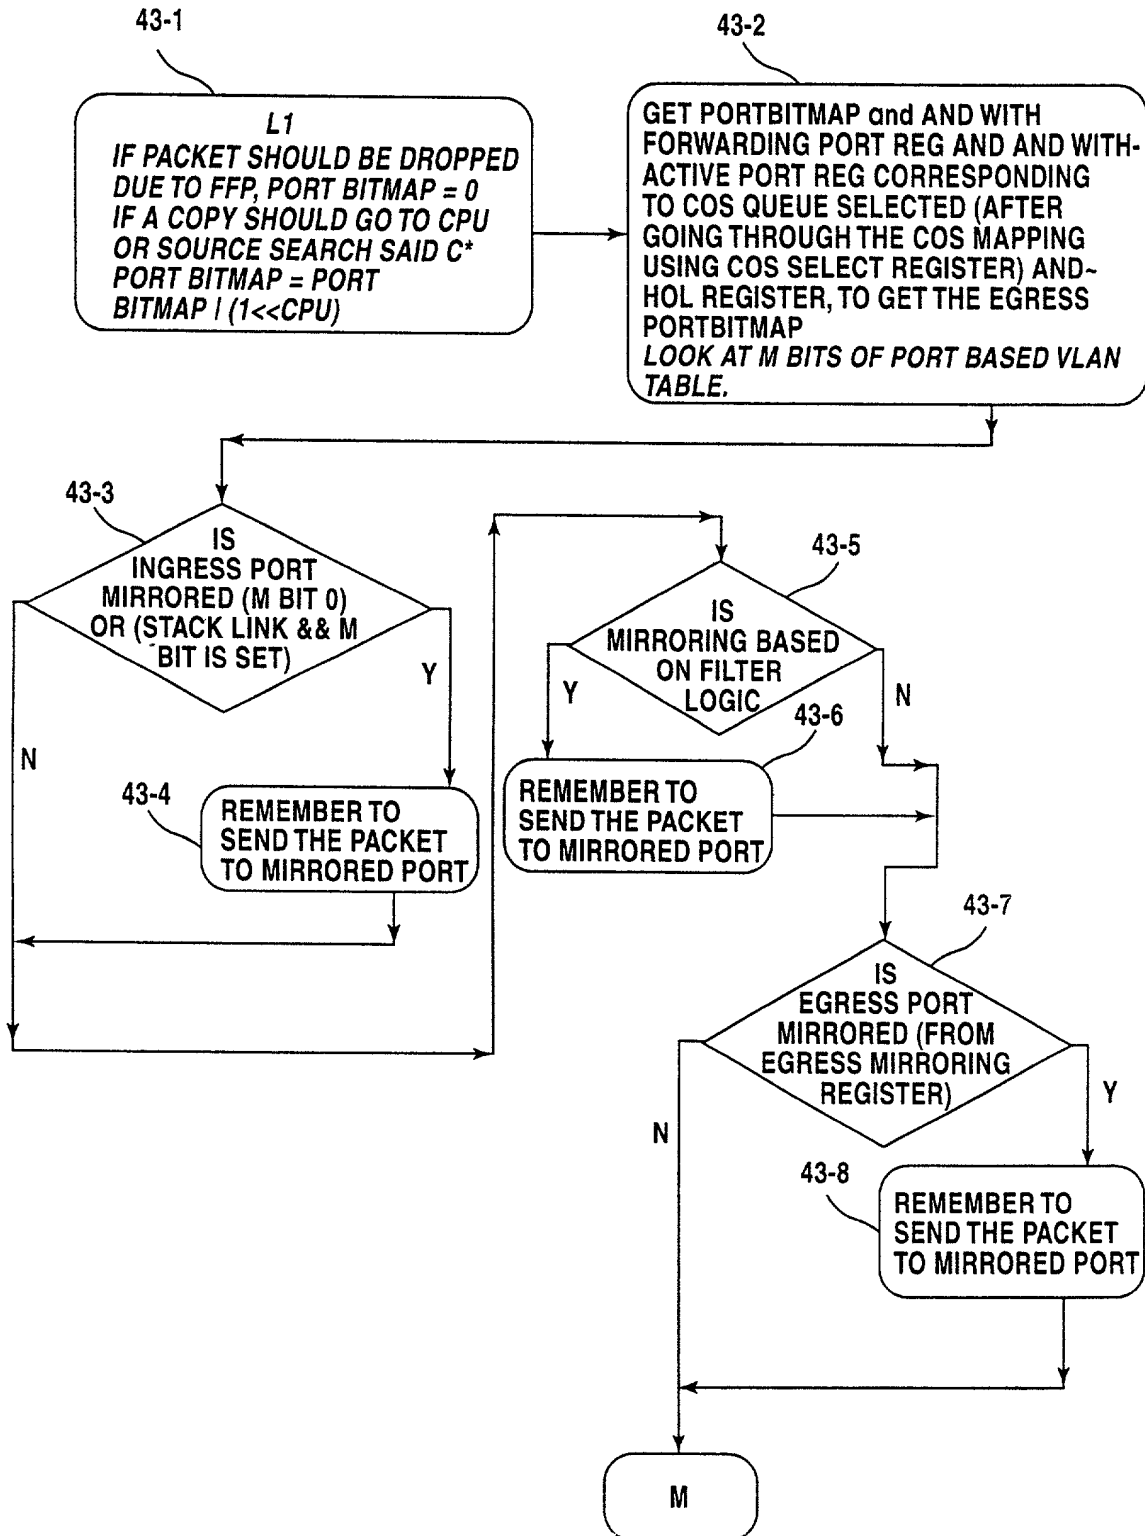 43-1
L1
IF PACKET SHOULD BE DROPPED
DUE TO FFP, PORT BITMAP = 0
IF A COPY SHOULD GO TO CPU
OR SOURCE SEARCH SAID C*
PORT BITMAP = PORT
BITMAP | (1<<CPU)
43-2
GET PORTBITMAP and AND WITH
FORWARDING PORT REG AND AND WITH-
ACTIVE PORT REG CORRESPONDING
TO COS QUEUE SELECTED (AFTER
GOING THROUGH THE COS MAPPING
USING COS SELECT REGISTER) AND~
HOL REGISTER, TO GET THE EGRESS
PORTBITMAP
LOOK AT M BITS OF PORT BASED VLAN
TABLE.
43-3
IS
INGRESS PORT
MIRRORED (M BIT 0)
OR (STACK LINK && M
BIT IS SET)
Y
N
43-4
REMEMBER TO
SEND THE PACKET
TO MIRRORED PORT
43-5
IS
MIRRORING BASED
ON FILTER
LOGIC
Y
N
43-6
REMEMBER TO
SEND THE PACKET
TO MIRRORED PORT
43-7
IS
EGRESS PORT
MIRRORED (FROM
EGRESS MIRRORING
REGISTER)
Y
N
43-8
REMEMBER TO
SEND THE PACKET
TO MIRRORED PORT
M